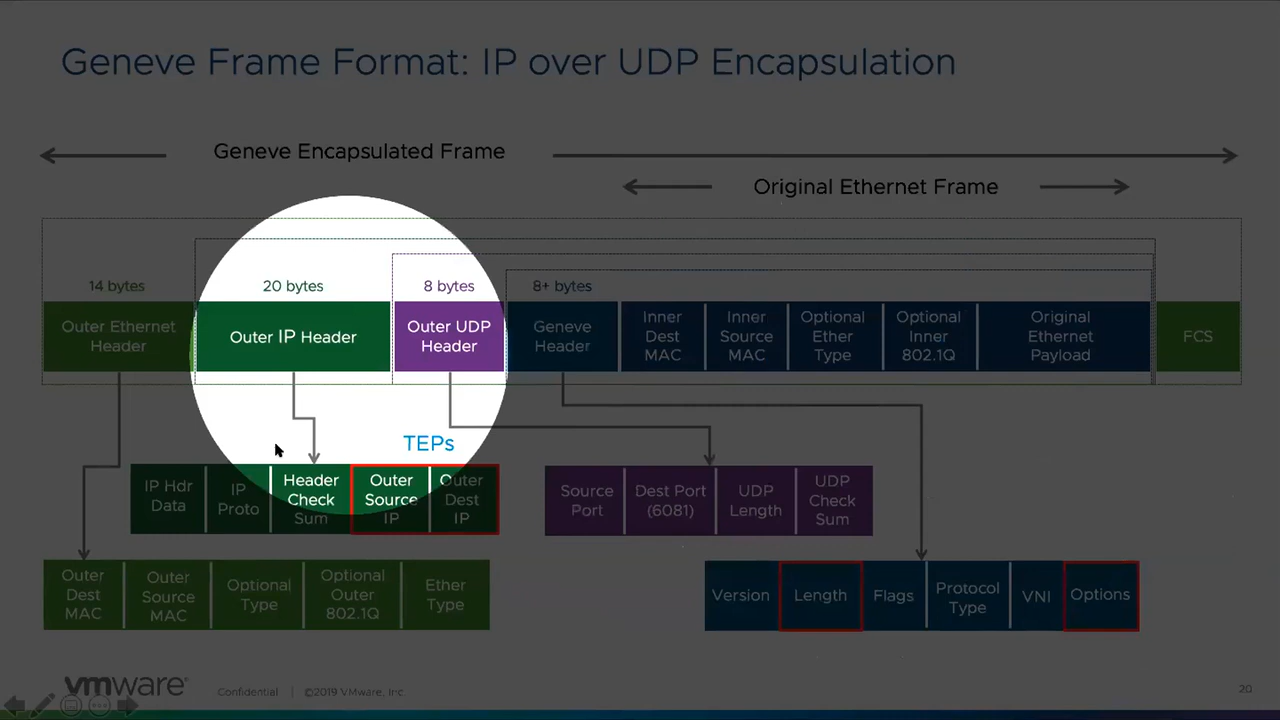 Geneve Frame Format: IP over UDP Encapsulation
Geneve Encapsulated Frame
Original Ethernet Frame
14 bytes
20 bytes
8 bytes
8+ bytes
Outer Ethernet
Header
Outer IP Header
Outer UDP
Header
Geneve
Header
Inner
Dest
MAC
Inner
Source
MAC
Optional
Ether
Type
Optional
Inner
802.1Q
Original
Ethernet
Payload
FCS
TEPs
IP Hdr
Data
IP
Proto
Header
Check
Sum
Outer
Source
IP
Outer
Dest
IP
Source
Port
Dest Port
(6081)
UDP
Length
UDP
Check
Sum
Outer
Dest
MAC
Outer
Source
MAC
Optional
Type
Optional
Outer
802.1Q
Ether
Type
Version
Length
Flags
Protocol
Type
VNI
Options
vmware®
Confidential | ©2019 VMware, Inc.
20